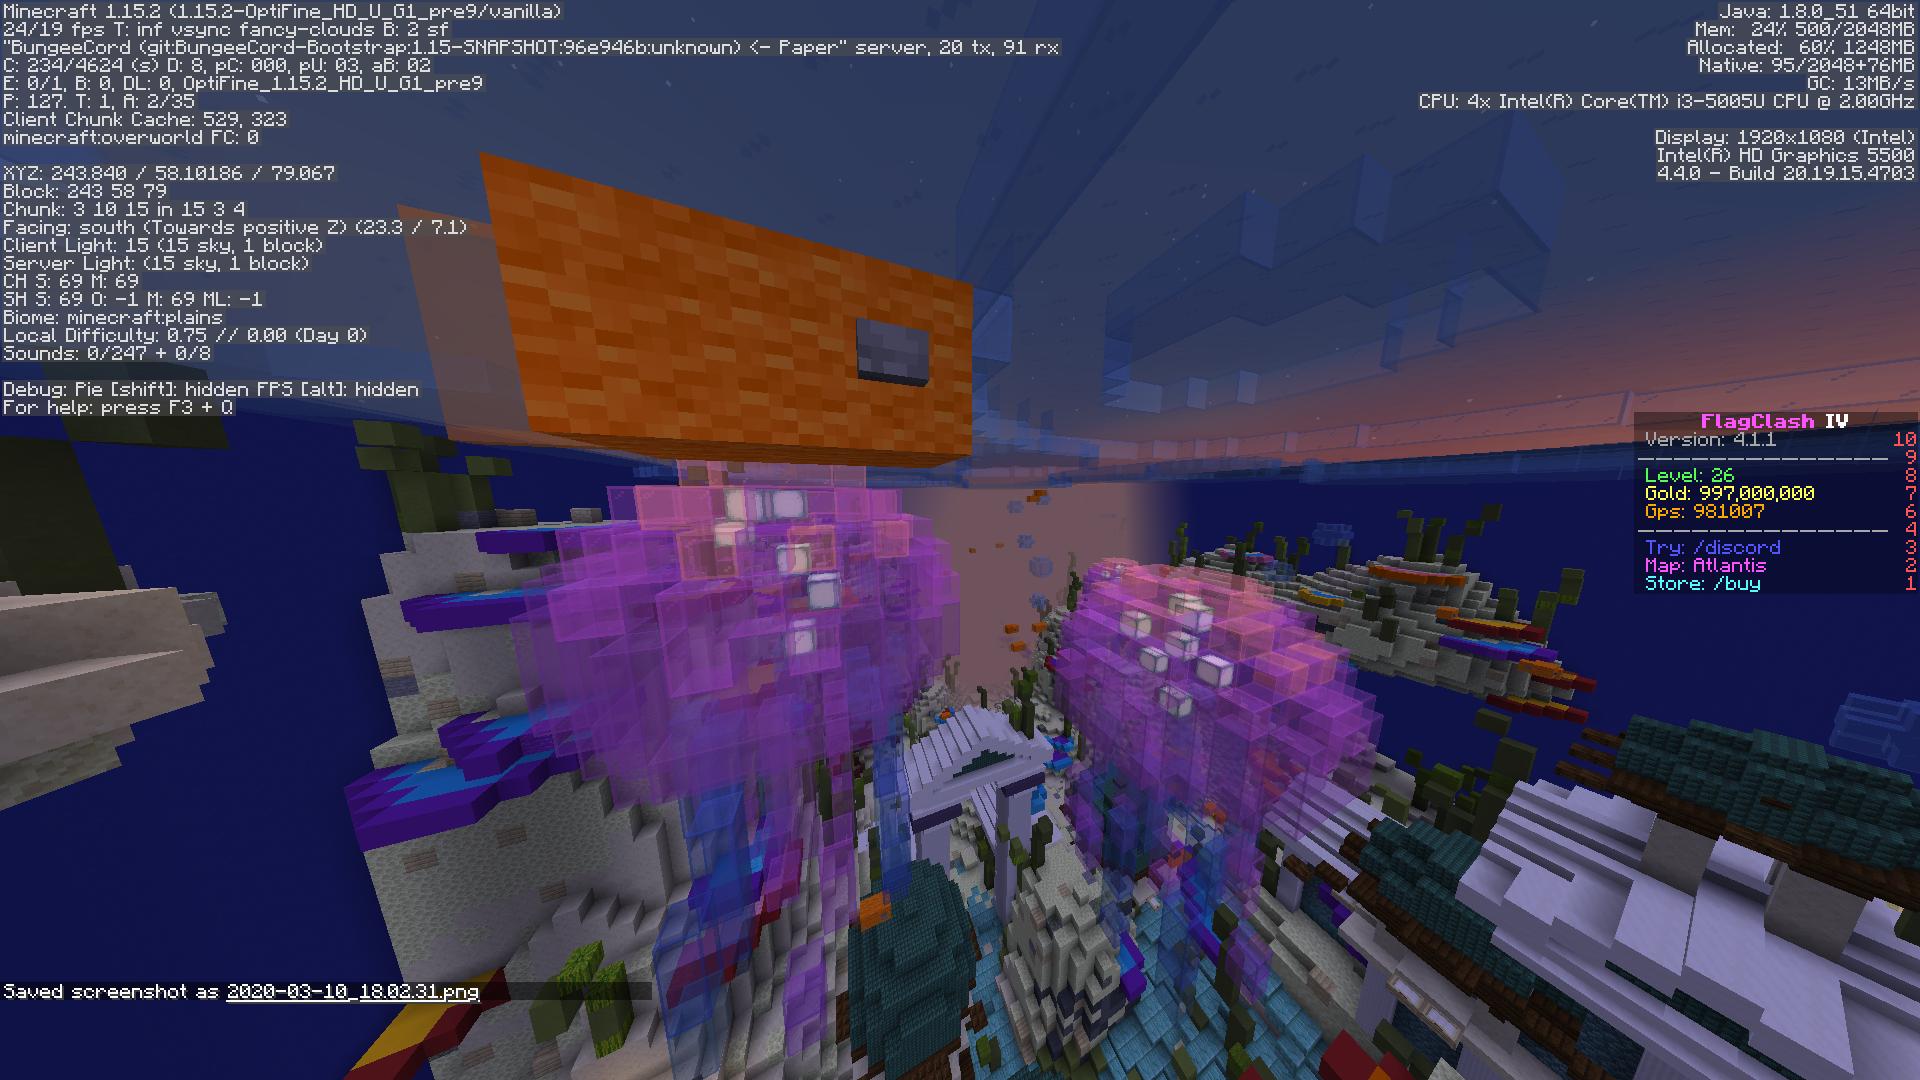 Minecraft 1.15.2 (1.15.2-OptiFine_HD_U_G1_pre9/vanilla)
24/19 fps T: inf vsync fancy-clouds B: 2 sf
"BungeeCord (git:BungeeCord-Bootstrap:1.15-SNAPSHOT:96e946b:unknown) <- Paper" server, 20 tx, 91 rx
C: 234/4624 (s) D: 8, pC: 000, pU: 03, aB: 02
E: 0/1, B: 0, DL: 0, OptiFine_1.15.2_HD_U_G1_pre9
P: 127. T: 1, A: 2/35
Client Chunk Cache: 529, 323
minecraft:overworld FC: 0
XYZ: 243.840 / 58.10186 / 79.067
Block: 243 58 79
Chunk: 3 10 15 in 15 3 4
Facing: south (Towards positive Z) (23.3 / 7.1)
Client Light: 15 (15 sky, 1 block)
Server Light: (15 sky, 1 block)
CH S: 69 M: 69
SH S: 69 O: -1 M: 69 ML: -1
Biome: minecraft:plains
Local Difficulty: 0.75 // 0.00 (Day 0)
Sounds: 0/247 + 0/8
Debug: Pie [shift]: hidden FPS [alt]: hidden
For help: press F3 + Q
Java: 1.8.0_51 64bit
Mem: 24% 500/2048MB
Allocated: 60% 1248MB
Native: 95/2048+76MB
GC: 13MB/s
CPU: 4x Intel(R) Core(TM) i3-5005U CPU @ 2.00GHz
Display: 1920x1080 (Intel)
Intel(R) HD Graphics 5500
4.4.0 - Build 20.19.15.4703
FlagClash IV
Version: 4.1.1 10
9
Level: 26 8
Gold: 997,000,000 7
Gps: 981007 6
4
Try: /discord 3
Map: Atlantis 2
Store: /buy 1
Saved screenshot as 2020-03-10_18.02.31.png